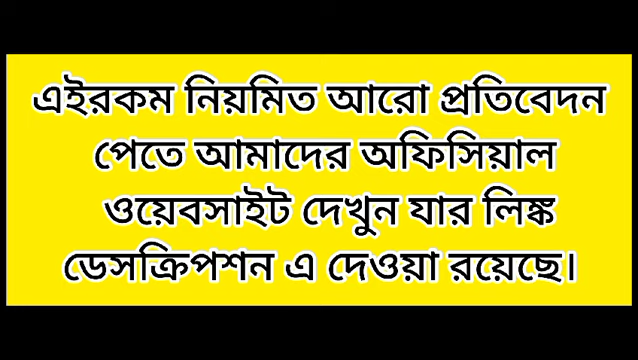 এইরকম নিয়মিত আরো প্রতিবেদন
পেতে আমাদের অফিসিয়াল
ওয়েবসাইট দেখুন যার লিঙ্ক
ডেসক্রিপশন এ দেওয়া রয়েছে।